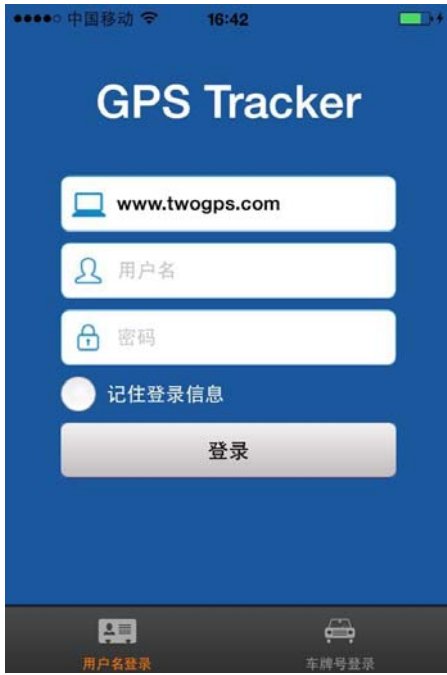 中国移动 16:42
GPS Tracker
www.twogps.com
用户名
密码
记住登录信息
登录
用户名登录 车牌号登录